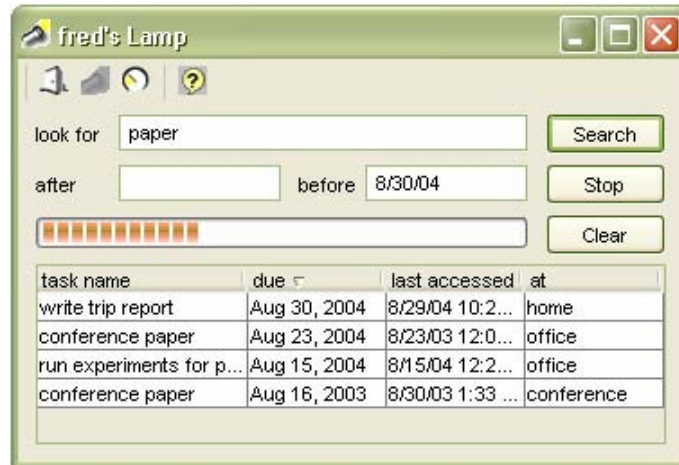 fred's Lamp
look for paper Search
after before 8/30/04 Stop
Clear
task name due last accessed at
write trip report Aug 30, 2004 8/29/04 10:2... home
conference paper Aug 23, 2004 8/23/03 12:0... office
run experiments for p... Aug 15, 2004 8/15/04 12:2... office
conference paper Aug 16, 2003 8/30/03 1:33 ... conference